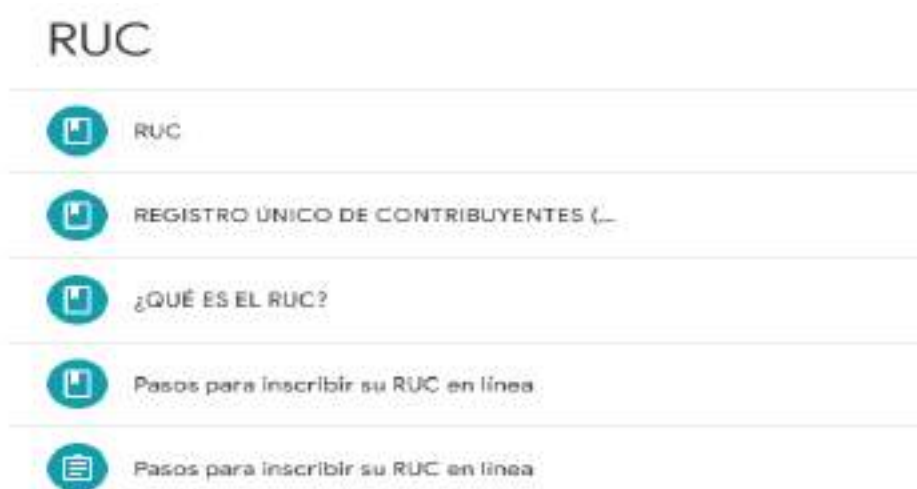 RUC
RUC
REGISTRO ÚNICO DE CONTRIBUYENTES (...
¿QUÉ ES EL RUC?
Pasos para inscribir su RUC en línea
Pasos para inscribir su RUC en línea